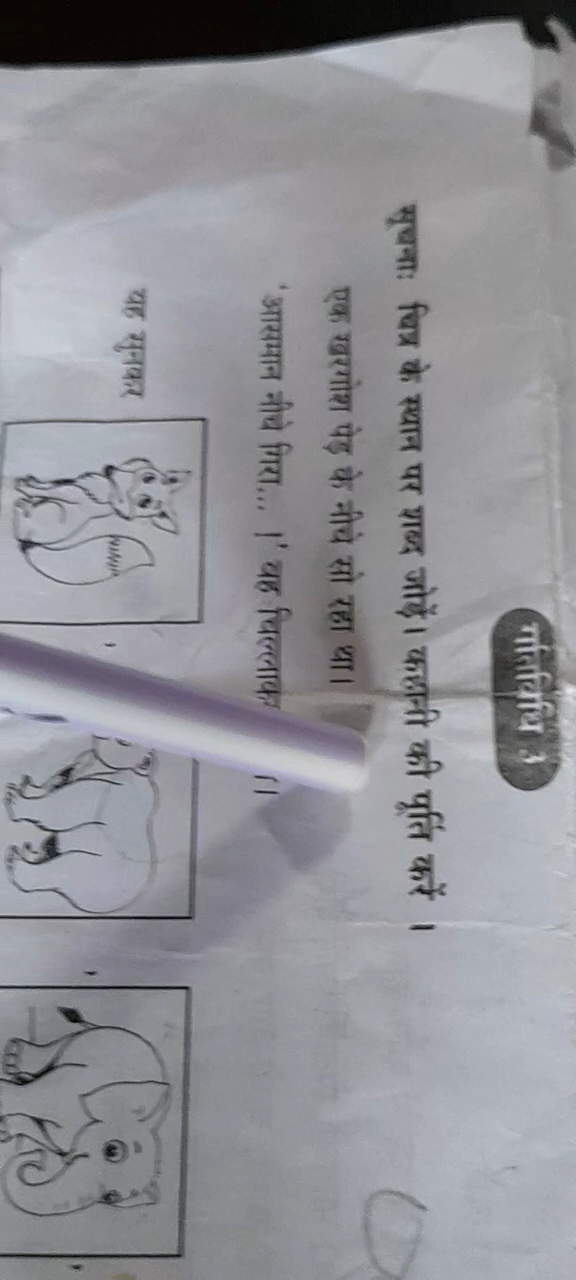 गतिविधि 3
सूचनाः चित्र के स्थान पर शब्द जोड़ें। कहानी की पूर्ति करें ।
एक खरगोश पेड़ के नीचे सो रहा था।
'आसमान नीचे गिरा... ।' वह चिल्लाकर
यह सुनकर , , ,